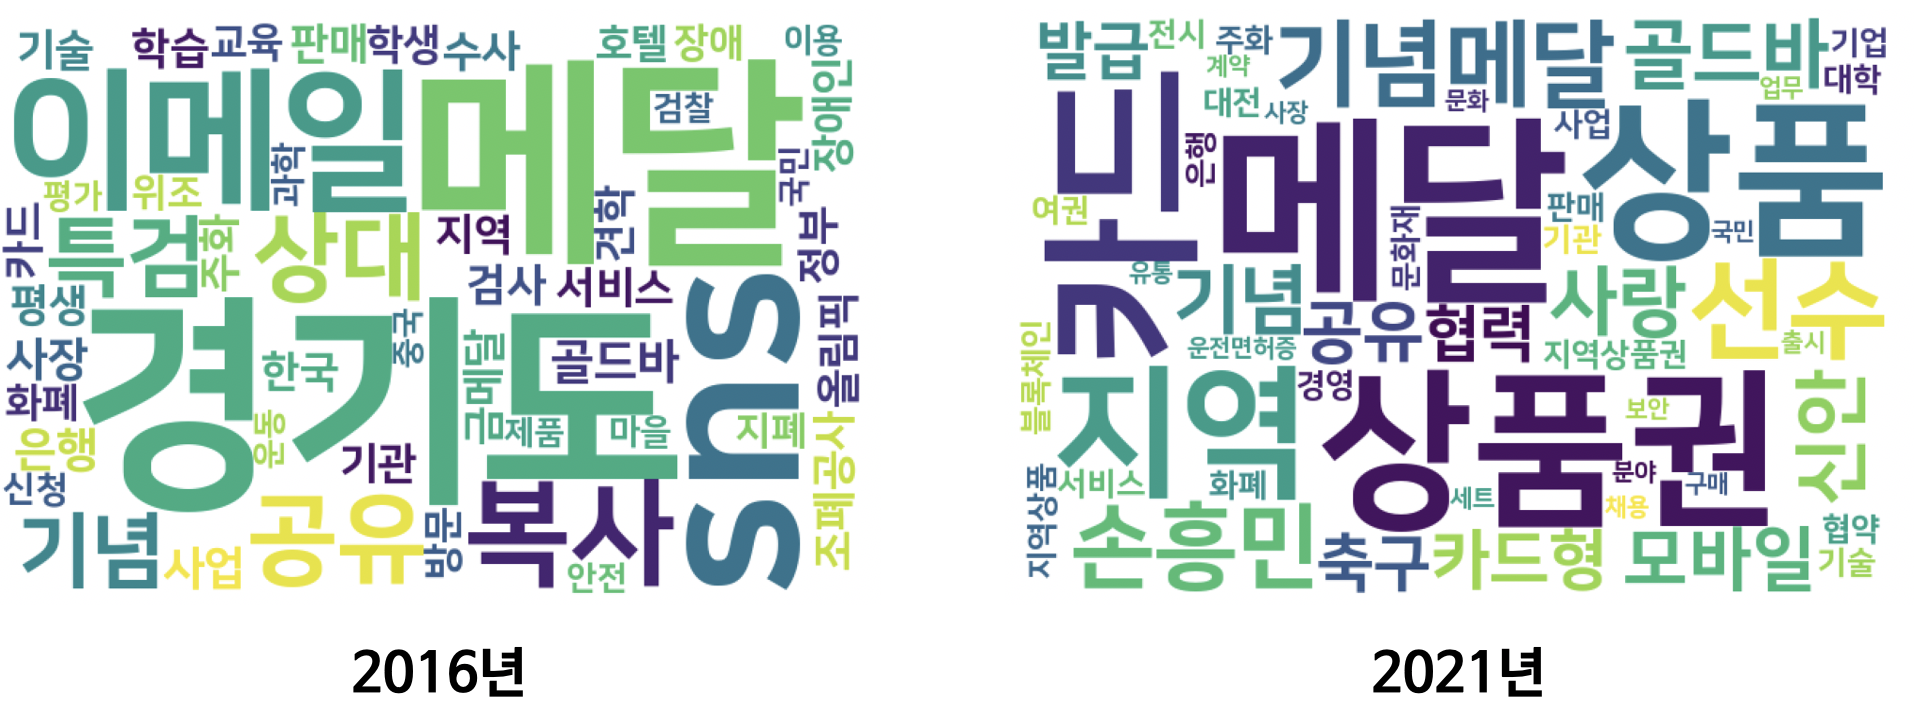 기술 학습 교육 판매 학생 수사 호텔 장애 이용
이메일 메달 검찰 장애인
평가 위조 과학 국민
카드 특검 주화 상대 지역 견학 정부
검사 서비스
평생 중국 sns 올림픽
사장 경기도 한국 금메달 골드바
화폐
은행 운동 기관 제품 마을 지폐 조폐공사
신청
기념 사업 공유 방문 복사 안전
2016년
발급 전시 주화 기념메달 골드바 기업
계약 업무 대학
대전 사장 문화 사업
카드 은행 메달 상품
여권 문화재 판매 기관 국민
유통 기념 공유 협력 사랑 선수
블록체인 운전면허증 지역상품권 출시
지역 경영 상품권 보안 신안
지역상품 서비스 화폐 세트 분야 구매 채용
손흥민 축구 카드형 모바일 협약
기술
2021년